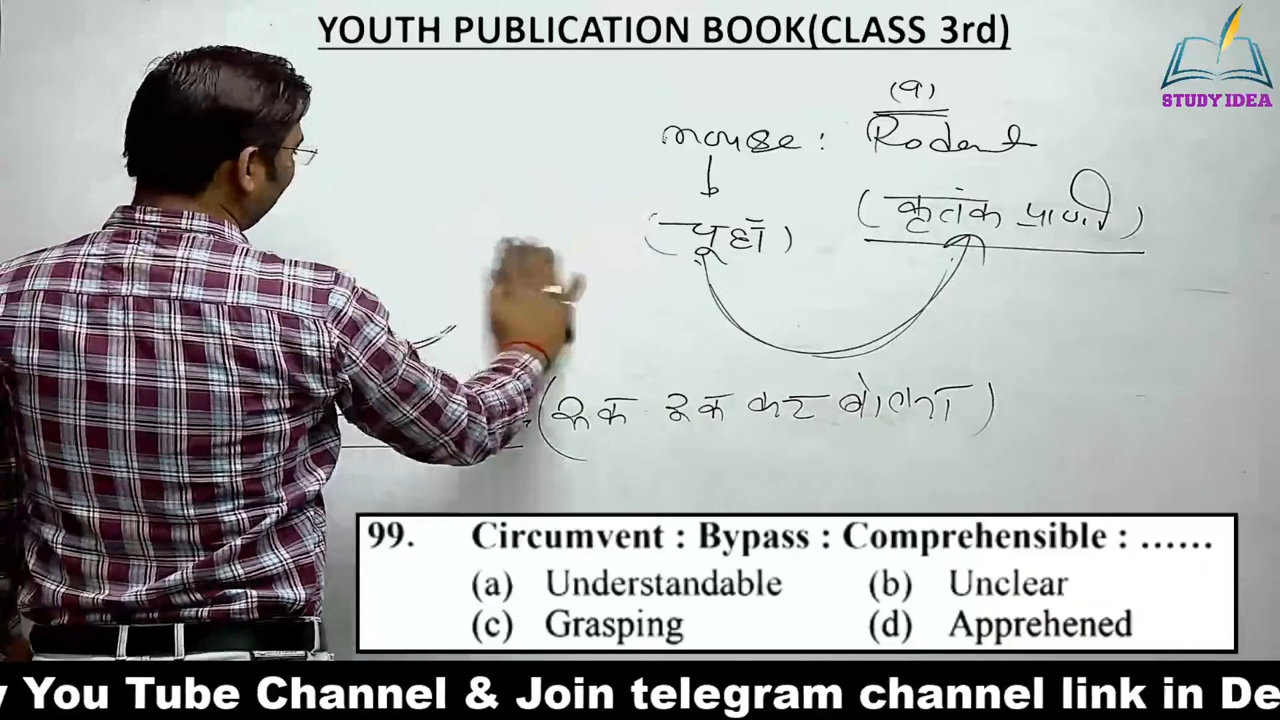 YOUTH PUBLICATION BOOK(CLASS 3rd)
STUDY IDEA
(a)
mouse : Rodent
(चूहाँ) (कृतंक प्राणी)
(रूक रूक कर बोलना)
99. Circumvent : Bypass : Comprehensible : ......
(a) Understandable (b) Unclear
(c) Grasping (d) Apprehened
You Tube Channel & Join telegram channel link in De